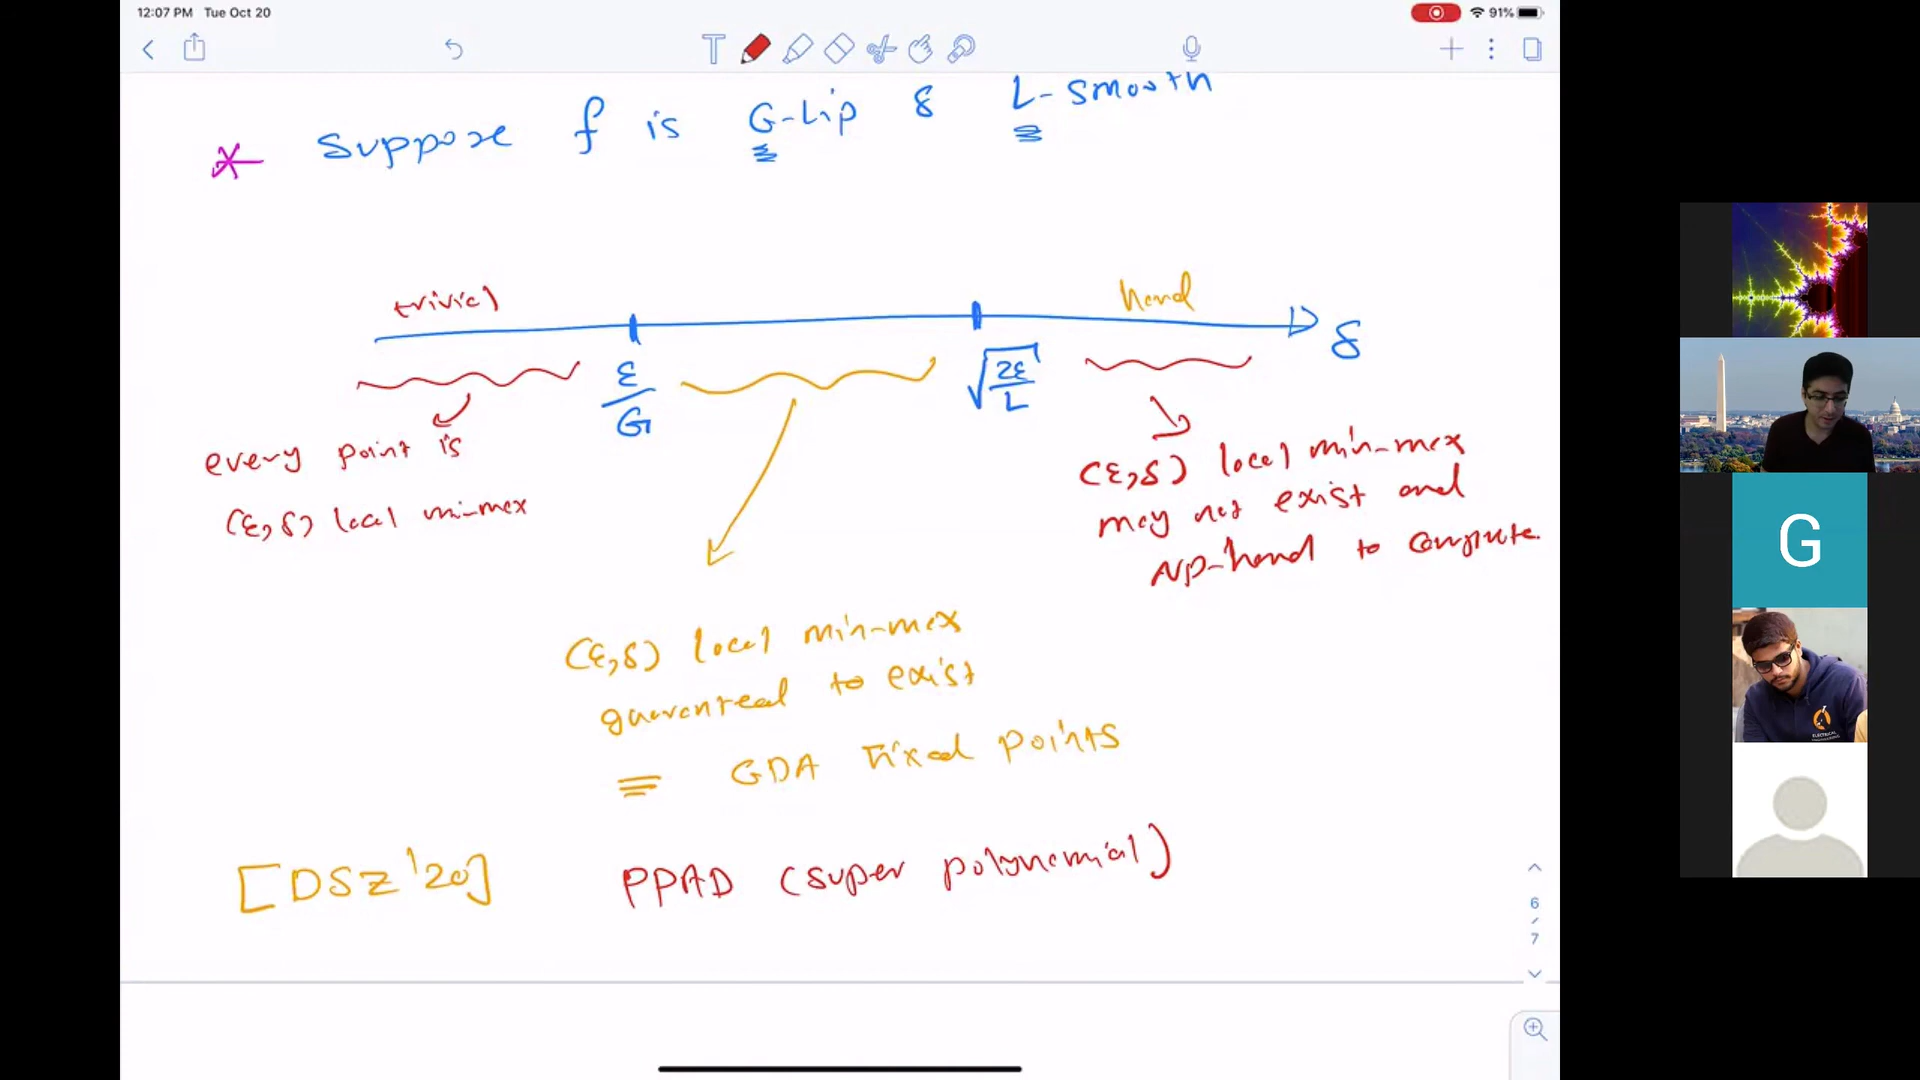 12:07 PM Tue Oct 20
91%
T
* Suppose f is G-Lip & L-smooth
trivial
hard
ε/G
√(2ε/L)
δ
every point is
(ε,δ) local min-max
(ε,δ) local min-max
may not exist and
NP-hard to compute
(ε,δ) local min-max
guaranteed to exist
≡ GDA Fixed points
[DSZ '20] PPAD (super polynomial)
6
7
G
ELECTRICAL